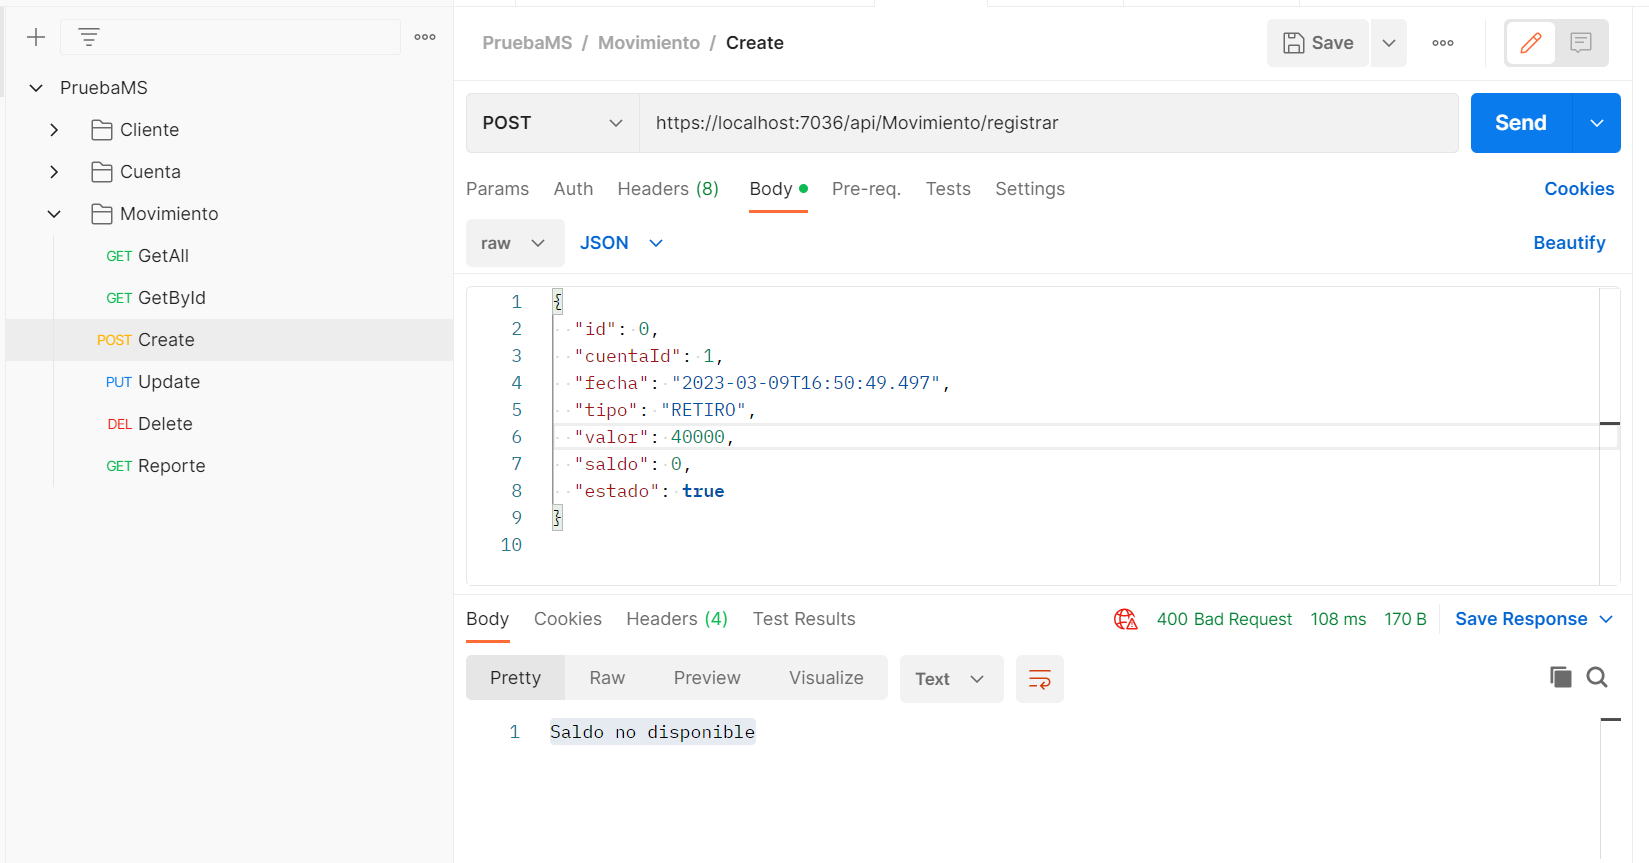 PruebaMS
Cliente
Cuenta
Movimiento
GET GetAll
GET GetById
POST Create
PUT Update
DEL Delete
GET Reporte
PruebaMS / Movimiento / Create
Save
POST
https://localhost:7036/api/Movimiento/registrar
Send
Params Auth Headers (8) Body Pre-req. Tests Settings
Cookies
raw JSON
Beautify
1 {
2 "id": 0,
3 "cuentaId": 1,
4 "fecha": "2023-03-09T16:50:49.497",
5 "tipo": "RETIRO",
6 "valor": 40000,
7 "saldo": 0,
8 "estado": true
9 }
10
Body Cookies Headers (4) Test Results
400 Bad Request 108 ms 170 B Save Response
Pretty Raw Preview Visualize Text
1 Saldo no disponible